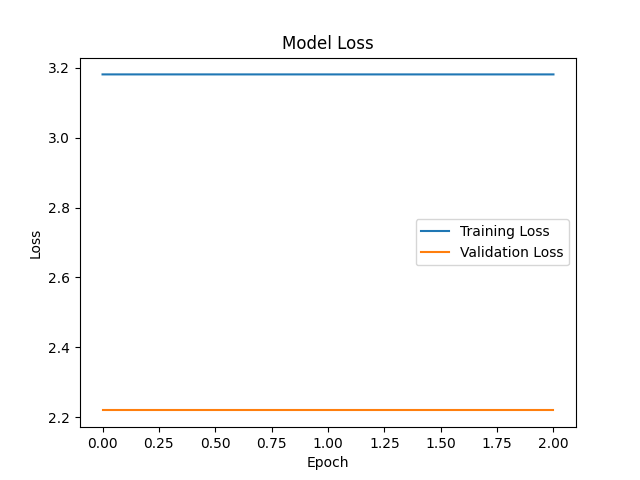 Model Loss
3.2
3.0
2.8
2.6
2.4
2.2
Loss
Training Loss
Validation Loss
0.00 0.25 0.50 0.75 1.00 1.25 1.50 1.75 2.00
Epoch